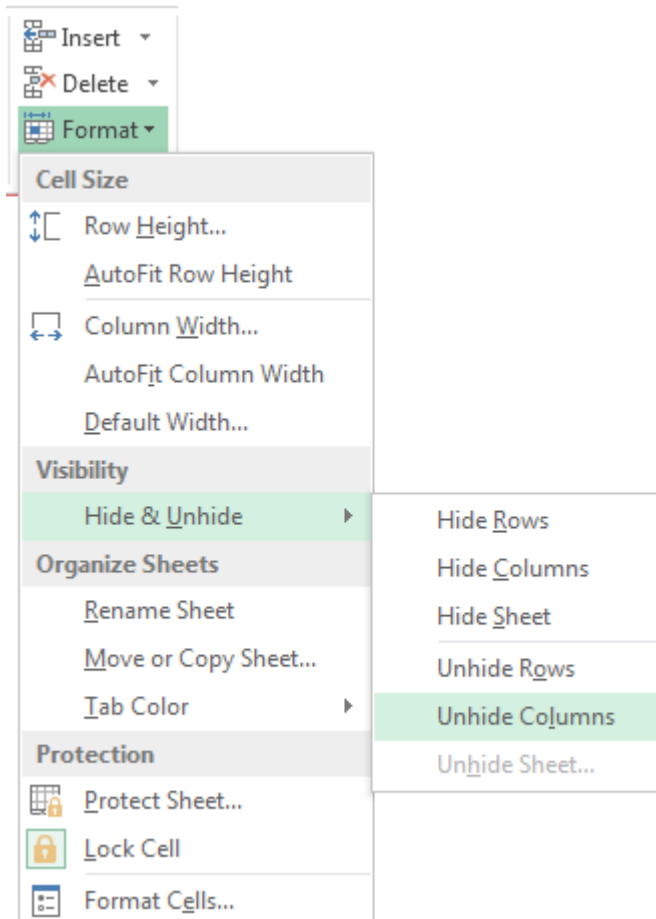 Insert
Delete
Format
Cell Size
Row Height...
AutoFit Row Height
Column Width...
AutoFit Column Width
Default Width...
Visibility
Hide & Unhide
Organize Sheets
Rename Sheet
Move or Copy Sheet...
Tab Color
Protection
Protect Sheet...
Lock Cell
Format Cells...
Hide Rows
Hide Columns
Hide Sheet
Unhide Rows
Unhide Columns
Unhide Sheet...